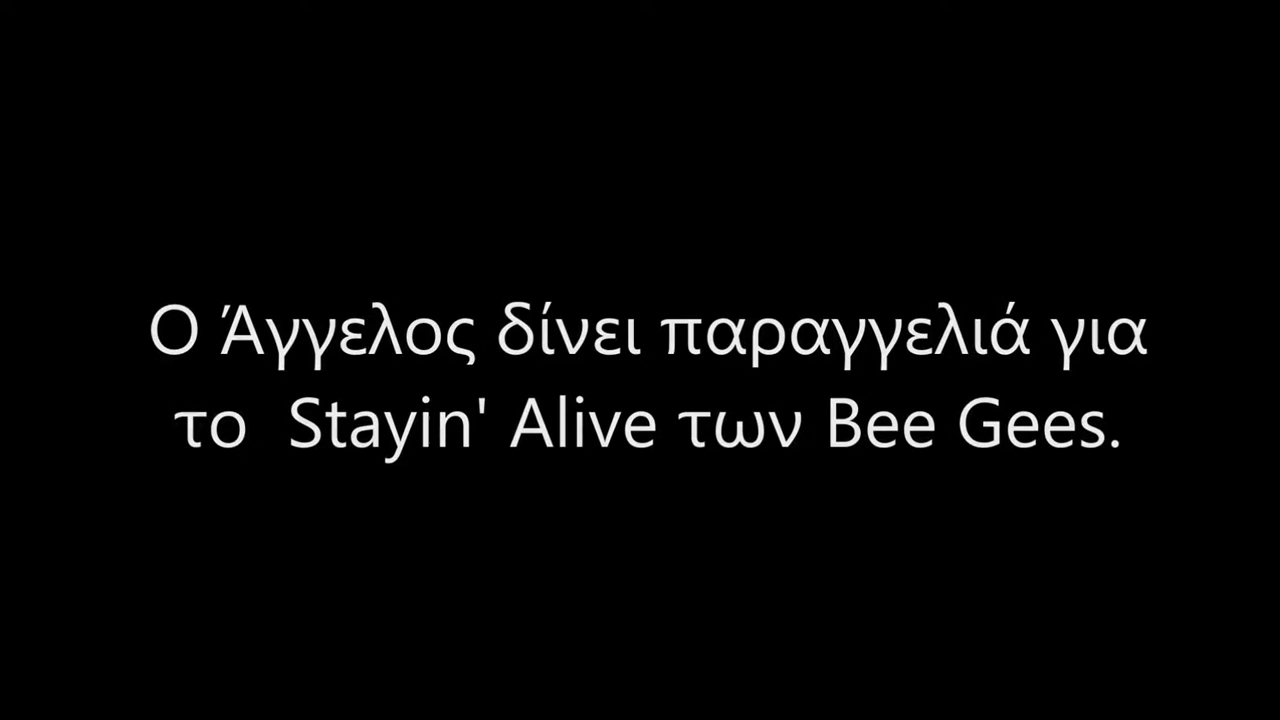 Ο Άγγελος δίνει παραγγελιά για
το  Stayin' Alive των Bee Gees.